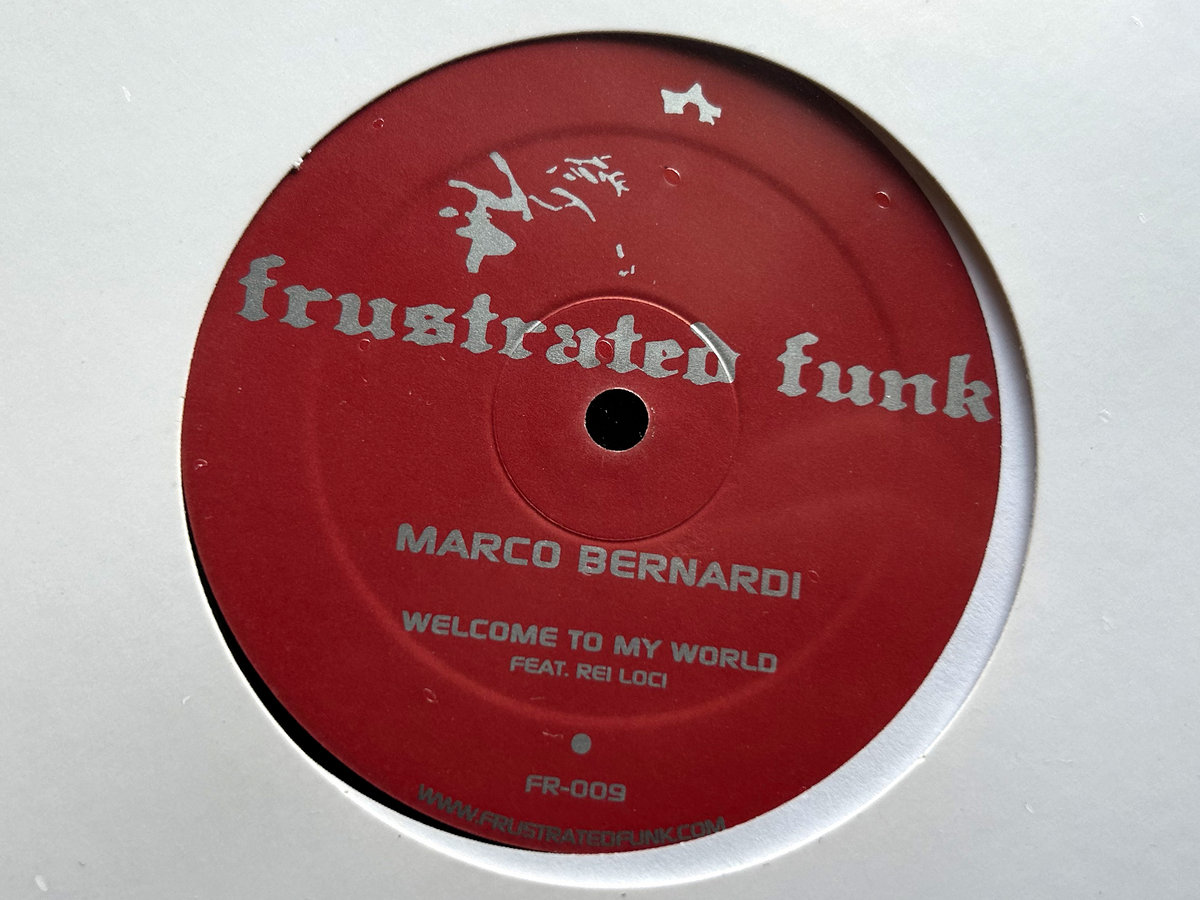 frustrated funk
MARCO BERNARDI
WELCOME TO MY WORLD
FEAT. REI LOCI
FR-009
WWW.FRUSTRATEDFUNK.COM